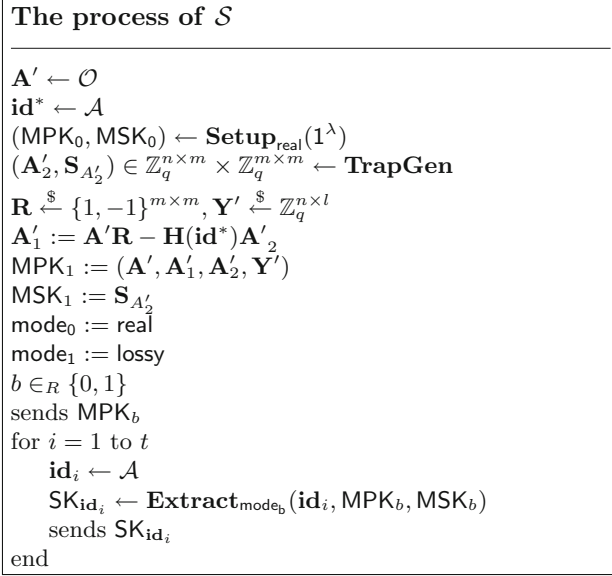 The process of 𝒮
𝐀′ ← 𝒪
𝐢𝐝* ← 𝒜
(MPK₀, MSK₀) ← 𝐒𝐞𝐭𝐮𝐩_real(1^λ)
(𝐀′₂, 𝐒_{A′₂}) ∈ ℤ_q^{n×m} × ℤ_q^{m×m} ← 𝐓𝐫𝐚𝐩𝐆𝐞𝐧
𝐑 $← {1, −1}^{m×m}, 𝐘′ $← ℤ_q^{n×l}
𝐀′₁ := 𝐀′𝐑 − 𝐇(𝐢𝐝*)𝐀′₂
MPK₁ := (𝐀′, 𝐀′₁, 𝐀′₂, 𝐘′)
MSK₁ := 𝐒_{A′₂}
mode₀ := real
mode₁ := lossy
b ∈_R {0, 1}
sends MPK_b
for i = 1 to t
𝐢𝐝_i ← 𝒜
SK_{𝐢𝐝_i} ← 𝐄𝐱𝐭𝐫𝐚𝐜𝐭_{mode_b}(𝐢𝐝_i, MPK_b, MSK_b)
sends SK_{𝐢𝐝_i}
end